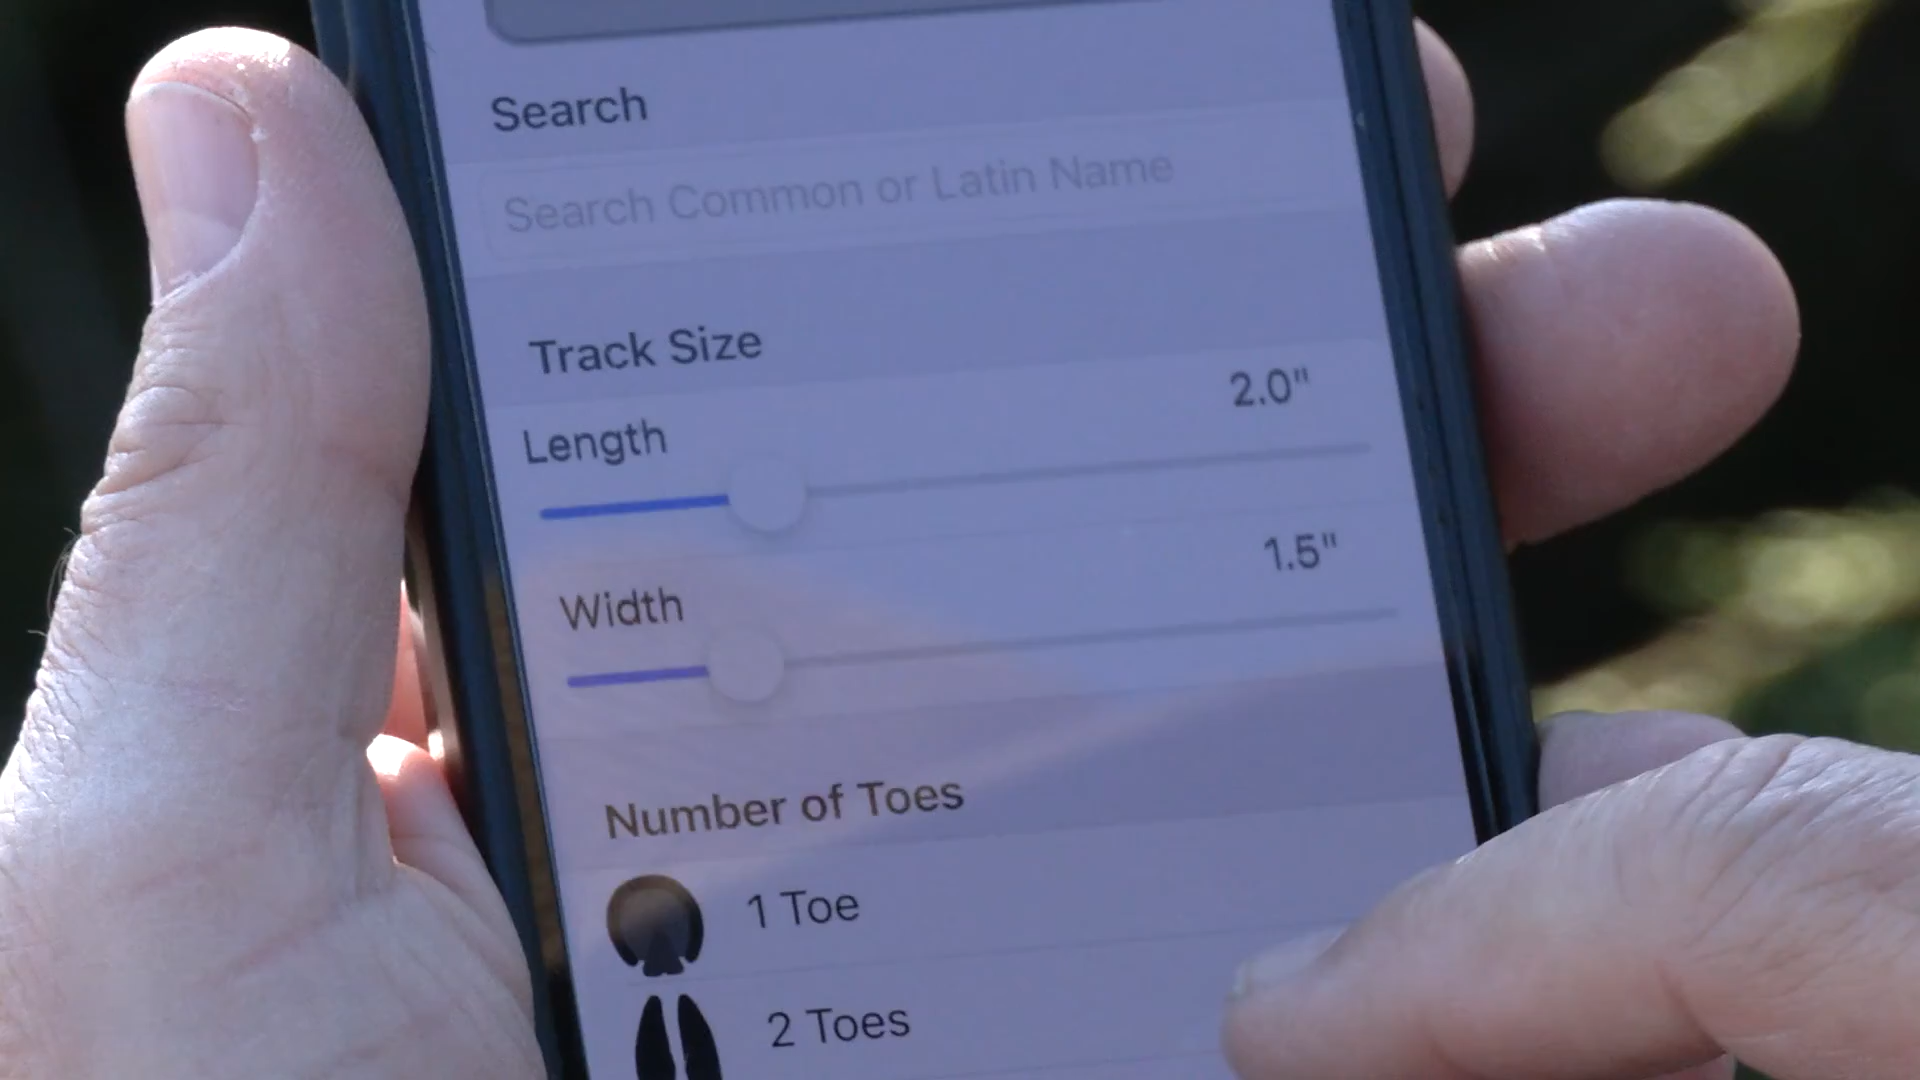 Search
Search Common or Latin Name
Track Size
2.0"
Length
1.5"
Width
Number of Toes
1 Toe
2 Toes